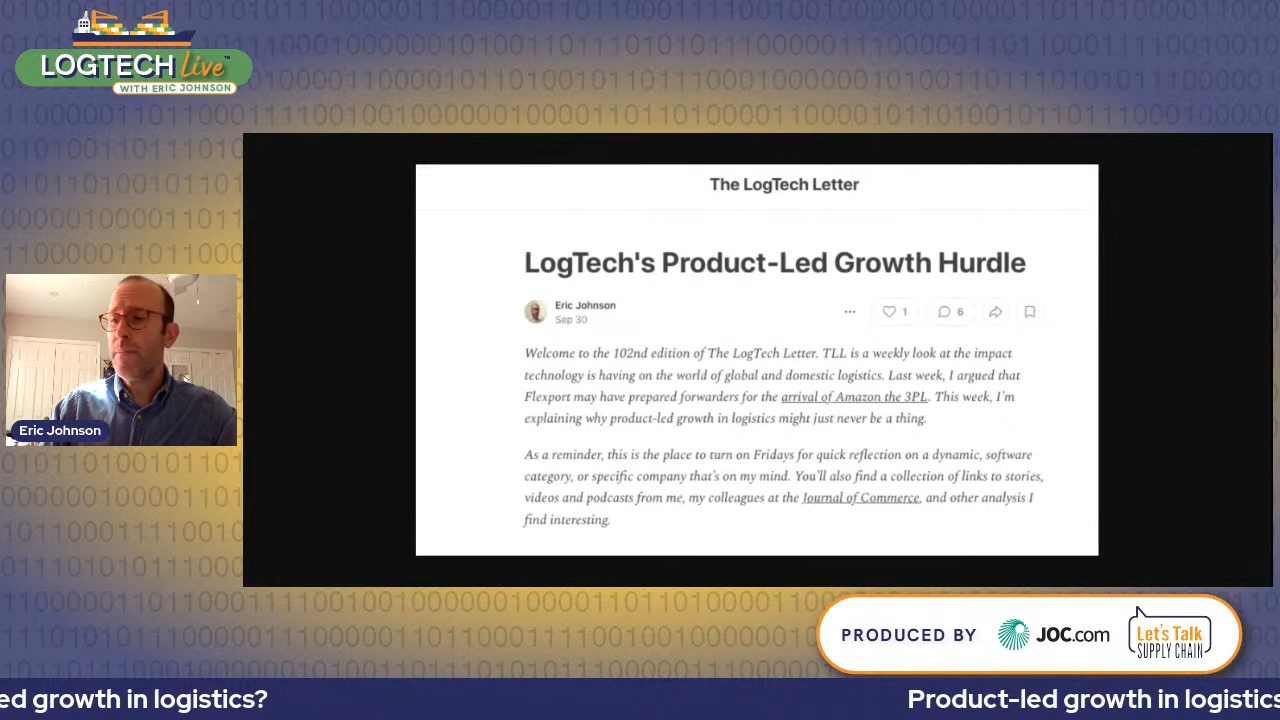 LOGTECH Live™
WITH ERIC JOHNSON
The LogTech Letter
LogTech's Product-Led Growth Hurdle
Eric Johnson
Sep 30
1
6
Welcome to the 102nd edition of The LogTech Letter. TLL is a weekly look at the impact
technology is having on the world of global and domestic logistics. Last week, I argued that
Flexport may have prepared forwarders for the arrival of Amazon the 3PL. This week, I'm
explaining why product-led growth in logistics might just never be a thing.
As a reminder, this is the place to turn on Fridays for quick reflection on a dynamic, software
category, or specific company that's on my mind. You'll also find a collection of links to stories,
videos and podcasts from me, my colleagues at the Journal of Commerce, and other analysis I
find interesting.
Eric Johnson
PRODUCED BY
JOC.com
Let's Talk
SUPPLY CHAIN
ed growth in logistics?
Product-led growth in logistics